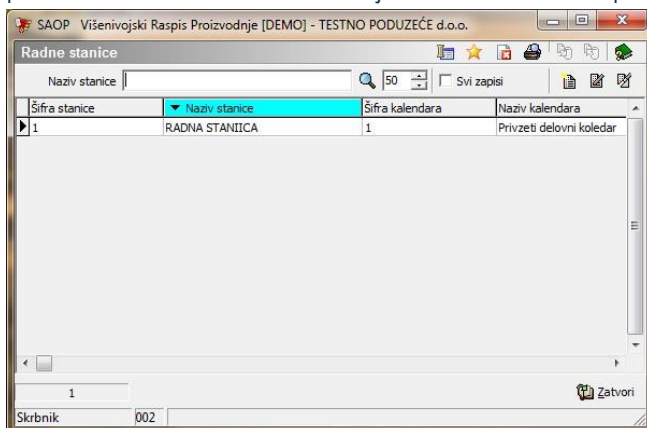 SAOP Višenivojski Raspis Proizvodnje [DEMO] - TESTNO PODUZEĆE d.o.o.
Radne stanice
Naziv stanice 50 Svi zapisi
Šifra stanice Naziv stanice Šifra kalendara Naziv kalendara
1 RADNA STANIICA 1 Privzeti delovni koledar
1 Zatvori
Skrbnik 002